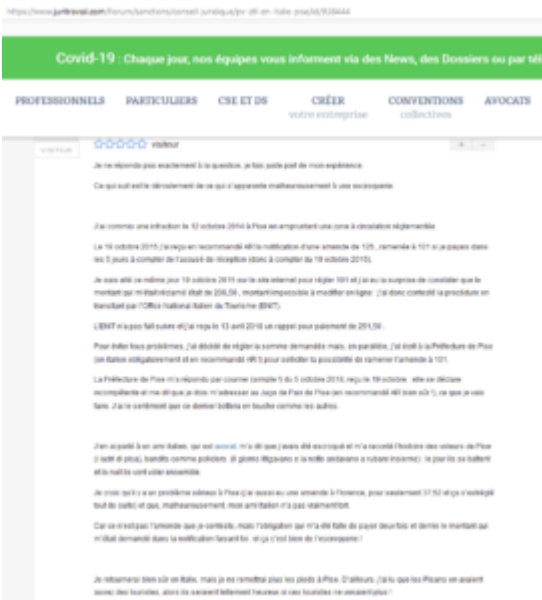 https://www.juritravail.com/Forum/sanctions/conseil-juridique/pv-ztl-en-italie-pise/id/
Covid-19 : Chaque jour, nos équipes vous informent via des News, des Dossiers ou par tél
PROFESSIONNELS PARTICULIERS CSE ET DS CRÉER votre entreprise CONVENTIONS collectives AVOCATS
VISITEUR visiteur + -
Je ne réponds pas exactement à la question, je fais juste part de mon expérience.
Ce qui suit est le déroulement de ce qui s'apparente malheureusement à une escroquerie.
J'ai commis une infraction le 12 octobre 2014 à Pise en empruntant une zone à circulation réglementée.
Le 19 octobre 2015 j'ai reçu en recommandé AR la notification d'une amende de 125 , ramenée à 101 si je payais dans
les 5 jours à compter de l'accusé de réception (donc à compter du 19 octobre 2015).
Je suis allé ce même jour 19 octobre 2015 sur le site internet pour régler 101 et j'ai eu la surprise de constater que le
montant qui m'était réclamé était de 206,50 , montant impossible à modifier en ligne : j'ai donc contesté la procédure en
transitant par l'Office National Italien du Tourisme (ENIT).
L'ENIT n'a pas fait suivre et j'ai reçu le 13 avril 2018 un rappel pour paiement de 251,50 .
Pour éviter tous problèmes, j'ai décidé de régler la somme demandée mais, en parallèle, j'ai écrit à la Préfecture de Pise
(en italien obligatoirement et en recommandé AR !) pour solliciter la possibilité de ramener l'amende à 101.
La Préfecture de Pise m'a répondu par courrier simple (!) du 5 octobre 2018, reçu le 19 octobre : elle se déclare
incompétente et me dit que je dois m'adresser au Juge de Paix de Pise (en recommandé AR bien sûr !), ce que je vais
faire. J'ai le sentiment que ce dernier bottera en touche comme les autres.
J'en ai parlé à un ami italien, qui est avocat, m'a dit que j'avais été escroqué et m'a raconté l'histoire des voleurs de Pise
(i ladri di pisa), bandits comme policiers (il giorno litigavano e la notte andavano a rubare insieme) : le jour ils se battent
et la nuit ils vont voler ensemble.
Je crois qu'il y a un problème sérieux à Pise (j'ai aussi eu une amende à Florence, pour seulement 37,52 et ça s'est réglé
tout de suite) et que, malheureusement, mon ami italien n'a pas vraiment tort.
Car ce n'est pas l'amende que je conteste, mais l'obligation qui m'a été faite de payer deux fois et demie le montant qui
m'était demandé dans la notification faisant foi : et ça c'est bien de l'escroquerie !
Je retournerai bien sûr en Italie, mais je ne remettrai plus les pieds à Pise. D'ailleurs, j'ai lu que les Pisans en avaient
assez des touristes, alors ils seraient tellement heureux si ces touristes ne venaient plus !